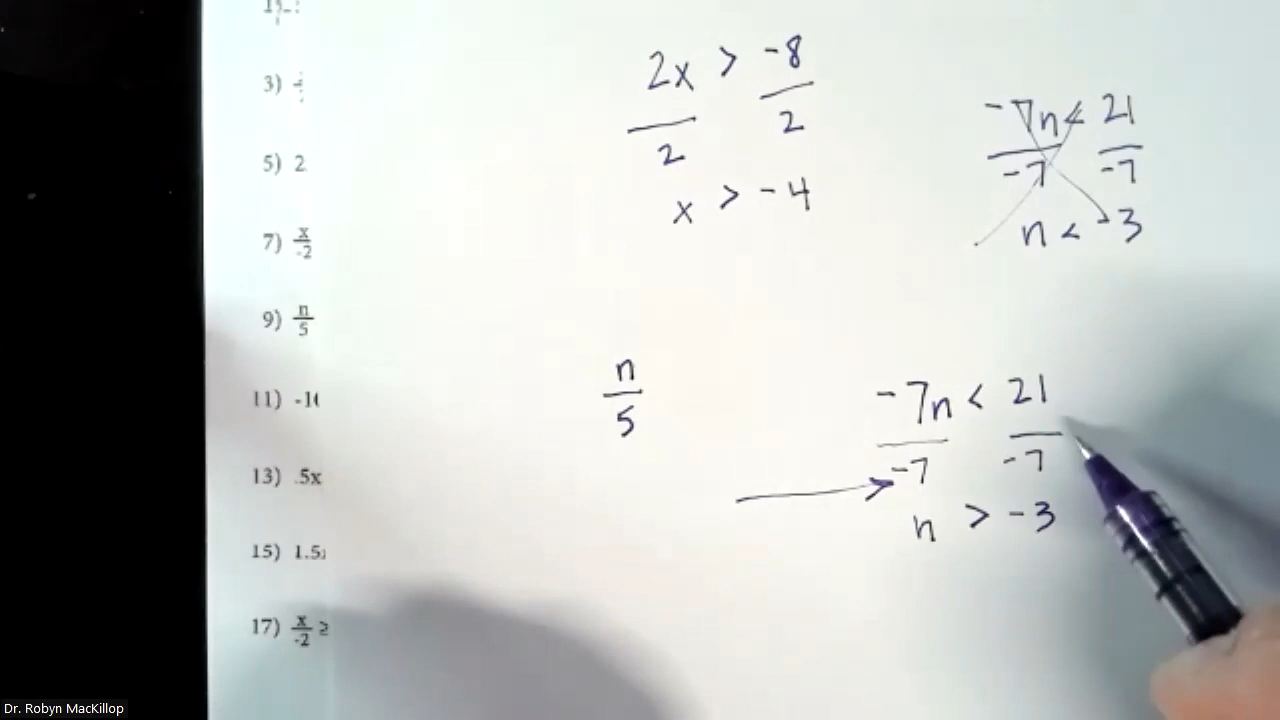 3)
5) 2
7) x/-2
9) n/5
11) -1
13) .5x
15) 1.5
17) x/-2 ≥
2x > -8
2 2
x > -4
-7n < 21
-7 -7
n < -3
n
5
-7n < 21
-7 -7
n > -3
Dr. Robyn MacKillop